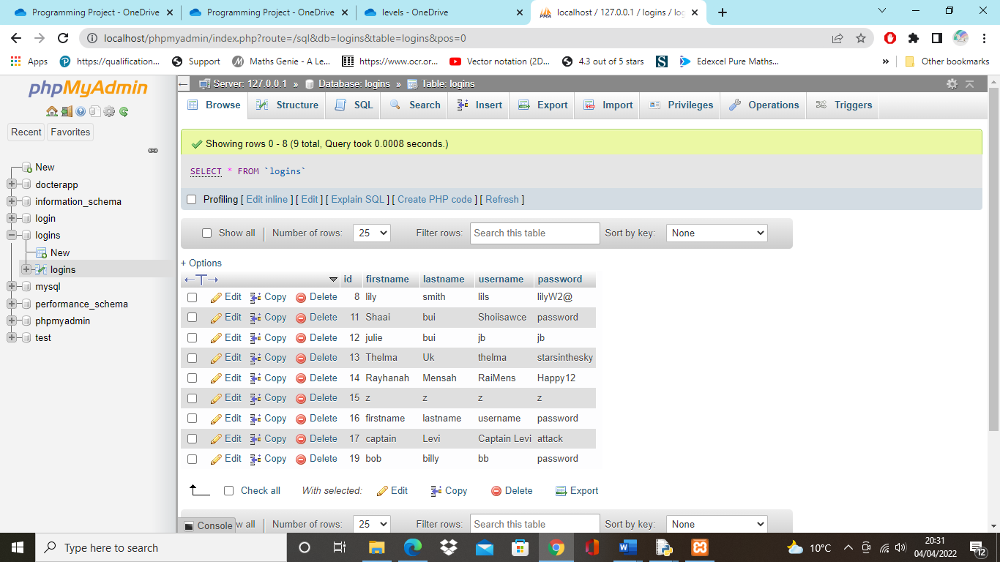 Programming Project - OneDrive Programming Project - OneDrive levels - OneDrive localhost / 127.0.0.1 / logins / log
localhost/phpmyadmin/index.php?route=/sql&db=logins&table=logins&pos=0
Apps https://qualification... Support Maths Genie - A Le... https://www.ocr.or... Vector notation (2D... 4.3 out of 5 stars Edexcel Pure Maths... » Other bookmarks
phpMyAdmin
Recent Favorites
New
docterapp
information_schema
login
logins
New
logins
mysql
performance_schema
phpmyadmin
test
Server: 127.0.0.1 » Database: logins » Table: logins
Browse Structure SQL Search Insert Export Import Privileges Operations Triggers
Showing rows 0 - 8 (9 total, Query took 0.0008 seconds.)
SELECT * FROM `logins`
Profiling [ Edit inline ] [ Edit ] [ Explain SQL ] [ Create PHP code ] [ Refresh ]
Show all Number of rows: 25 Filter rows: Search this table Sort by key: None
+ Options
←T→ id firstname lastname username password
Edit Copy Delete 8 lily smith lils lilyW2@
Edit Copy Delete 11 Shaai bui Shoiisawce password
Edit Copy Delete 12 julie bui jb jb
Edit Copy Delete 13 Thelma Uk thelma starsinthesky
Edit Copy Delete 14 Rayhanah Mensah RaiMens Happy12
Edit Copy Delete 15 z z z z
Edit Copy Delete 16 firstname lastname username password
Edit Copy Delete 17 captain Levi Captain Levi attack
Edit Copy Delete 19 bob billy bb password
Check all With selected: Edit Copy Delete Export
Console w all Number of rows: 25 Filter rows: Search this table Sort by key: None
Type here to search 10°C 20:31
04/04/2022 12